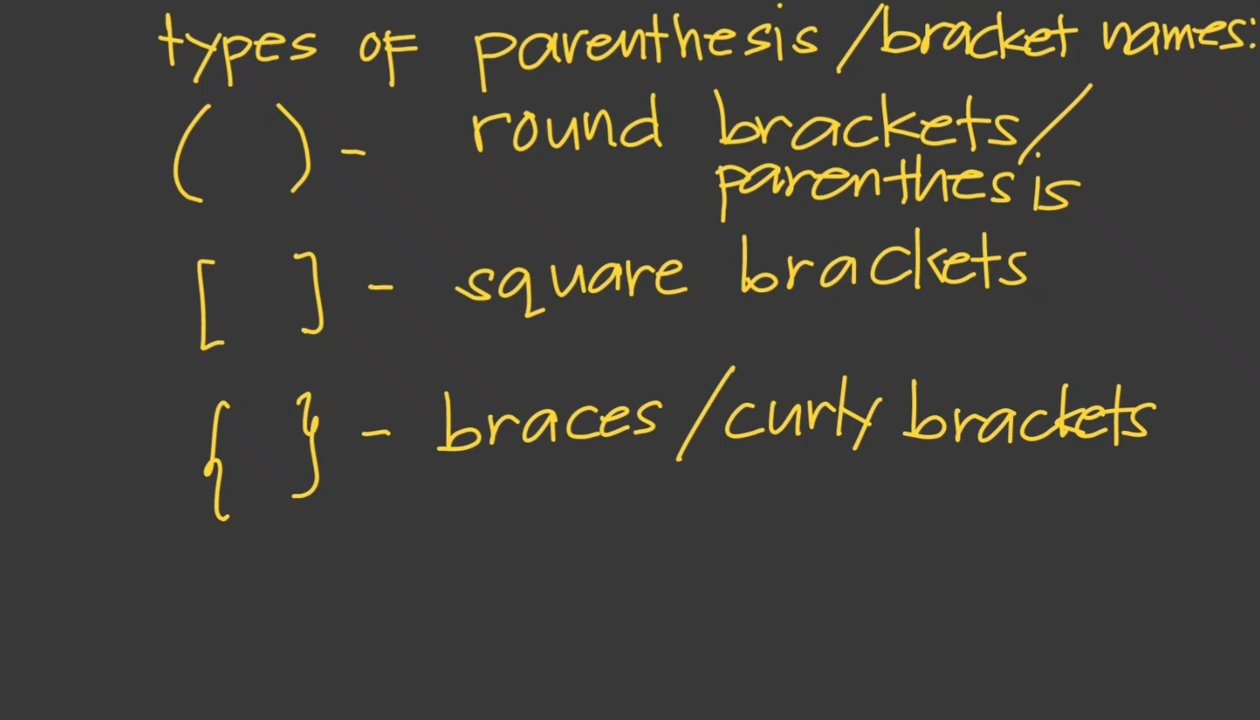 types of parenthesis /bracket names:
( ) - round brackets/
parenthesis
[ ] - square brackets
{ } - braces /curly brackets